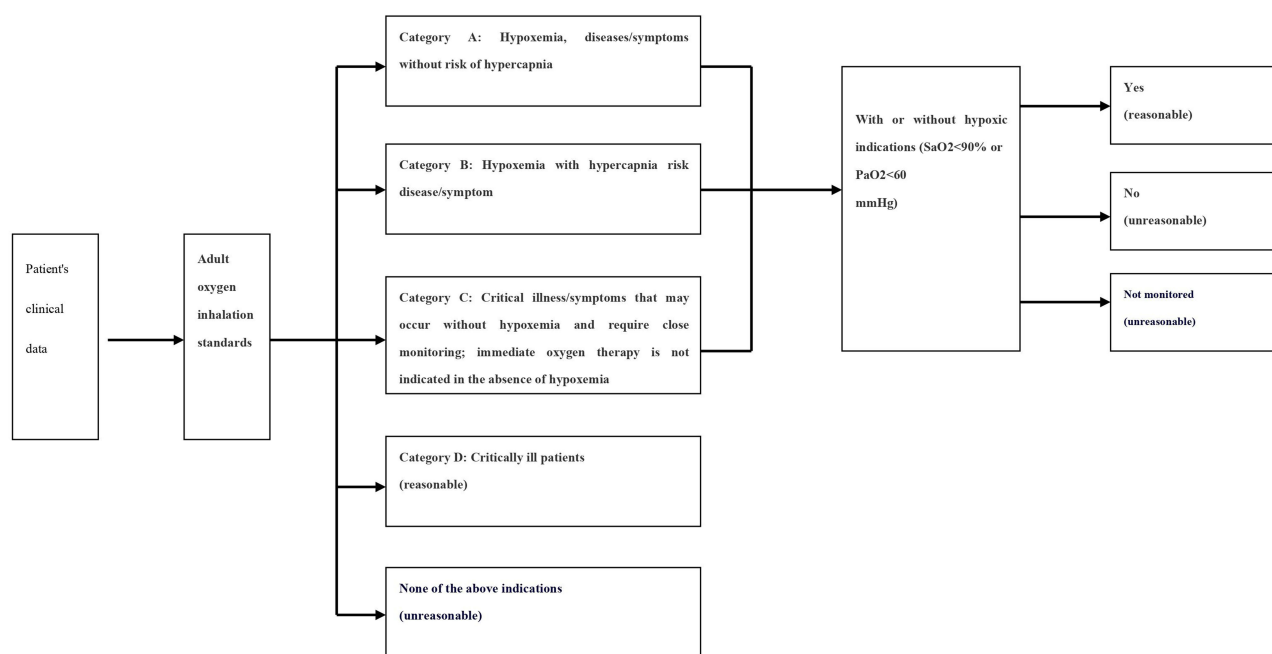 Patient's
clinical
data
Adult
oxygen
inhalation
standards
Category A: Hypoxemia, diseases/symptoms
without risk of hypercapnia
Category B: Hypoxemia with hypercapnia risk
disease/symptom
Category C: Critical illness/symptoms that may
occur without hypoxemia and require close
monitoring; immediate oxygen therapy is not
indicated in the absence of hypoxemia
Category D: Critically ill patients
(reasonable)
None of the above indications
(unreasonable)
With or without hypoxic
indications (SaO2<90% or
PaO2<60
mmHg)
Yes
(reasonable)
No
(unreasonable)
Not monitored
(unreasonable)